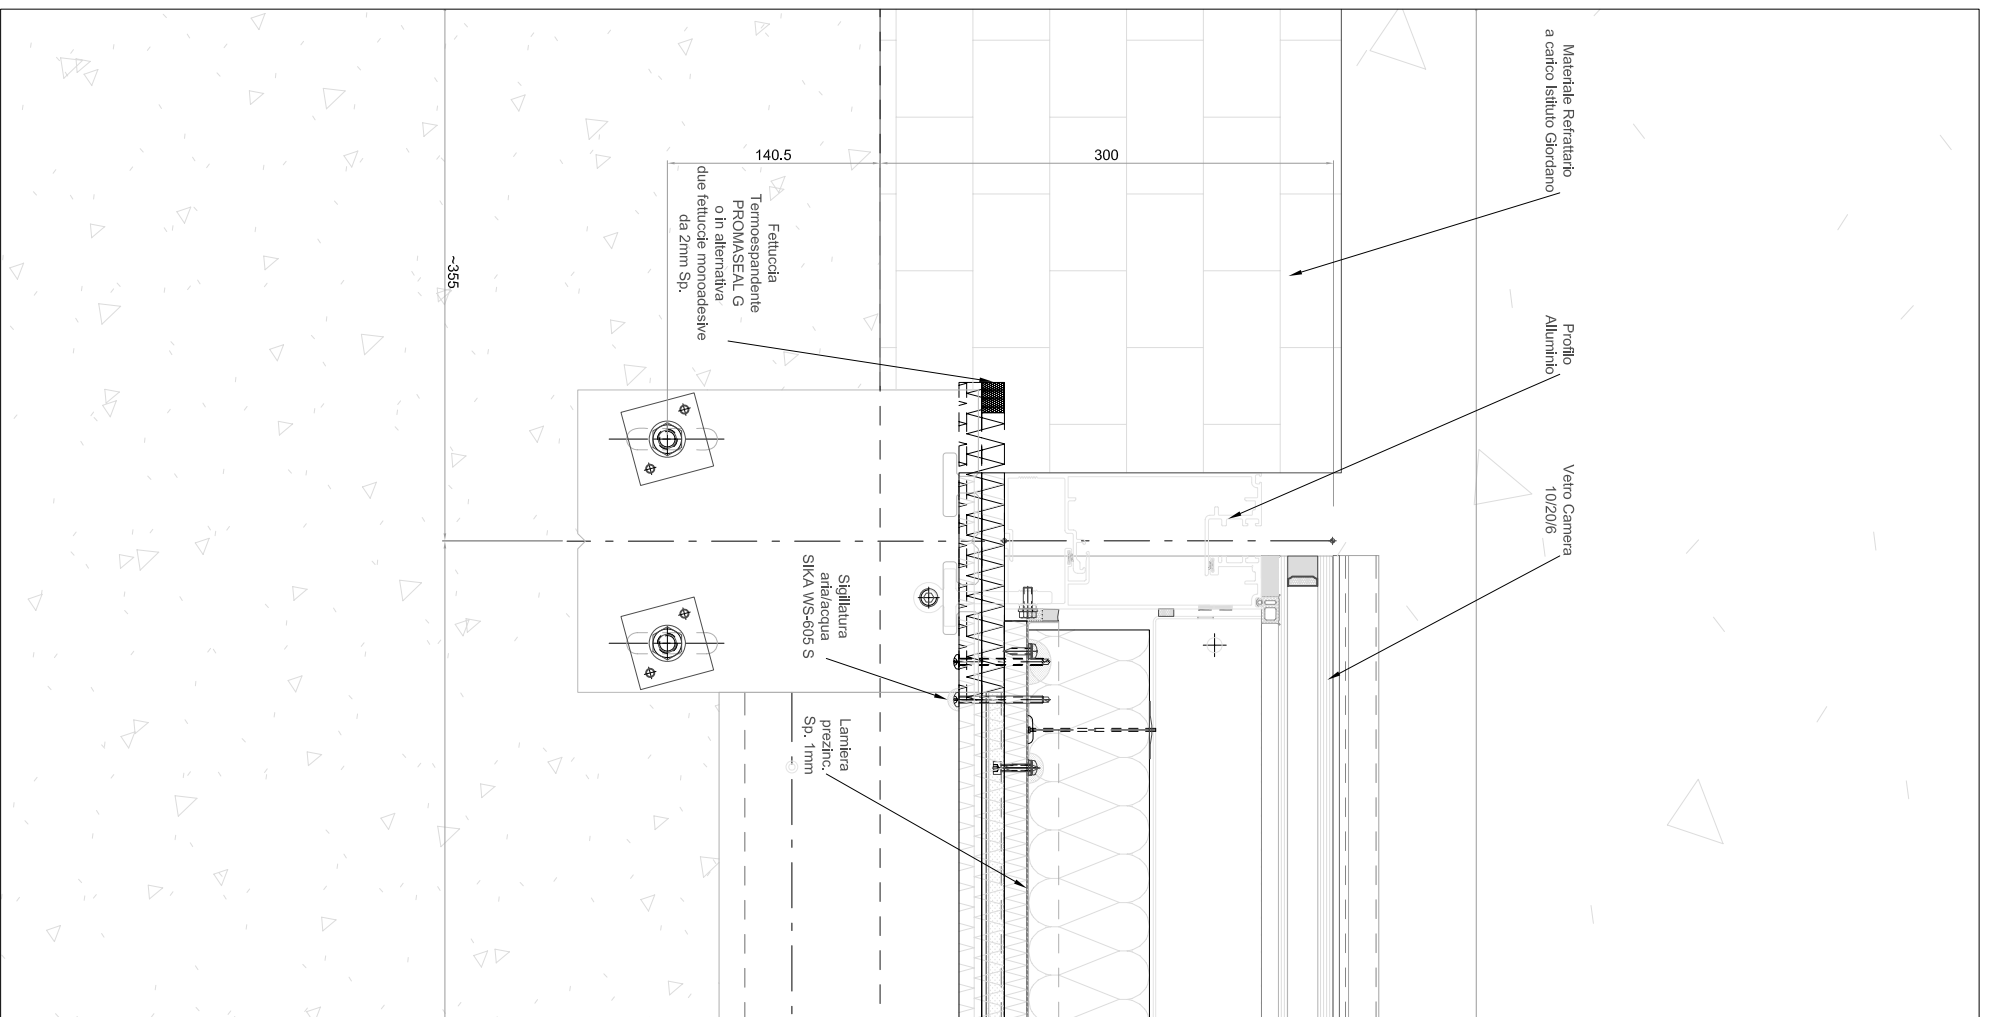 Materiale Refrattario
a carico Istituto Giordano
Profilo
Alluminio
Vetro Camera
10/20/6
140.5
300
~355
Fettuccia
Termoespandente
PROMASEAL G
o in alternativa
due fettuccie monoadesive
da 2mm Sp.
Sigillatura
aria/acqua
SIKA WS-605 S
Lamiera
prezinc.
Sp. 1mm